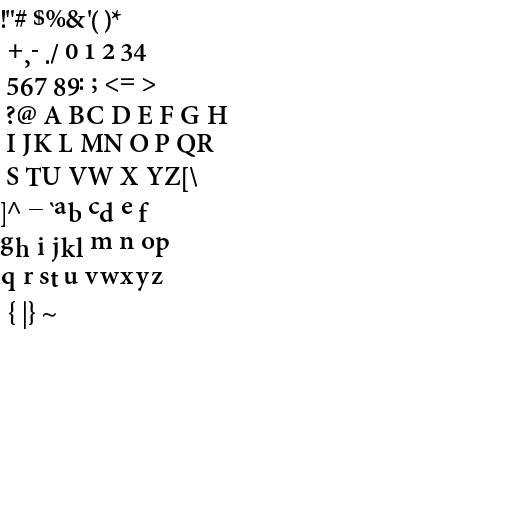 !"# $%&'( )*
+,- ./ 0 1 2 34
567 89: ; <= >
?@ A BC D E F G H
I JK L MN O P QR
S TU VW X YZ[\
]^ _ `ab cd e f
gh i jkl m n op
q r st u vwxyz
{ |} ~